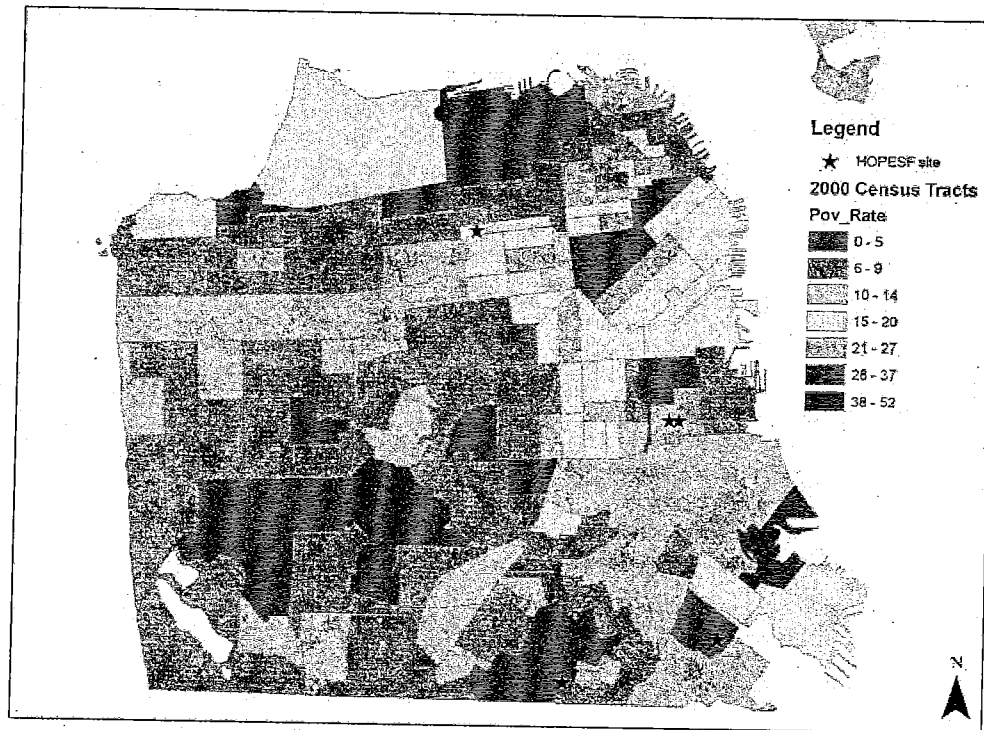 Legend
★ HOPESF site
2000 Census Tracts
Pov_Rate
0 - 5
6 - 9
10 - 14
15 - 20
21 - 27
28 - 37
38 - 52
N